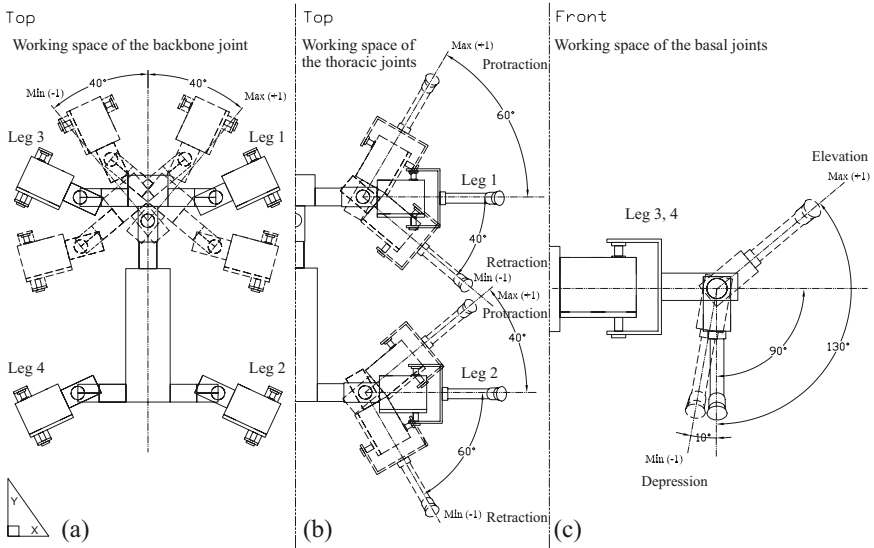 Top
Working space of the backbone joint
40°
40°
Min (-1)
Max (+1)
Leg 3
Leg 1
Leg 4
Leg 2
Y
X
(a)
Top
Working space of
the thoracic joints
Max (+1)
Protraction
60°
Leg 1
40°
Retraction
Min (-1)
Max (+1)
Protraction
40°
Leg 2
60°
Min (-1)
Retraction
(b)
Front
Working space of the basal joints
Elevation
Max (+1)
Leg 3, 4
90°
130°
10°
Min (-1)
Depression
(c)